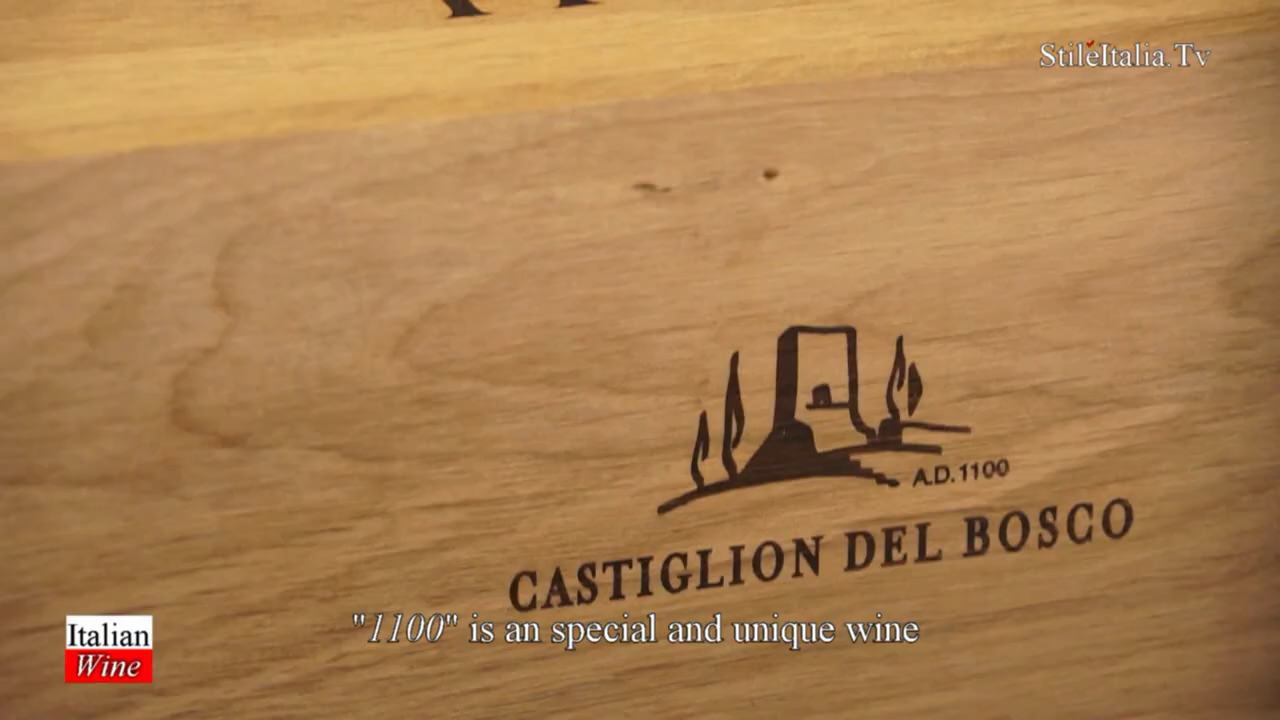 StileItalia.Tv
A.D. 1100
CASTIGLION DEL BOSCO
"1100" is an special and unique wine
Italian
Wine